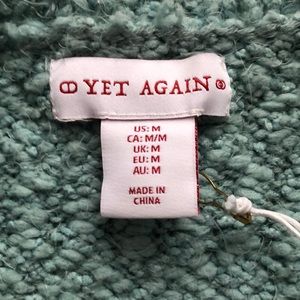 YET AGAIN®
US: M
CA: M/M
UK: M
EU: M
AU: M
MADE IN
CHINA